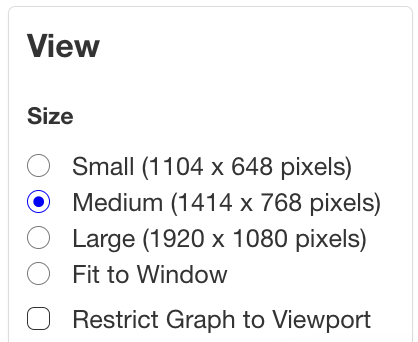 View
Size
Small (1104 x 648 pixels)
Medium (1414 x 768 pixels)
Large (1920 x 1080 pixels)
Fit to Window
Restrict Graph to Viewport